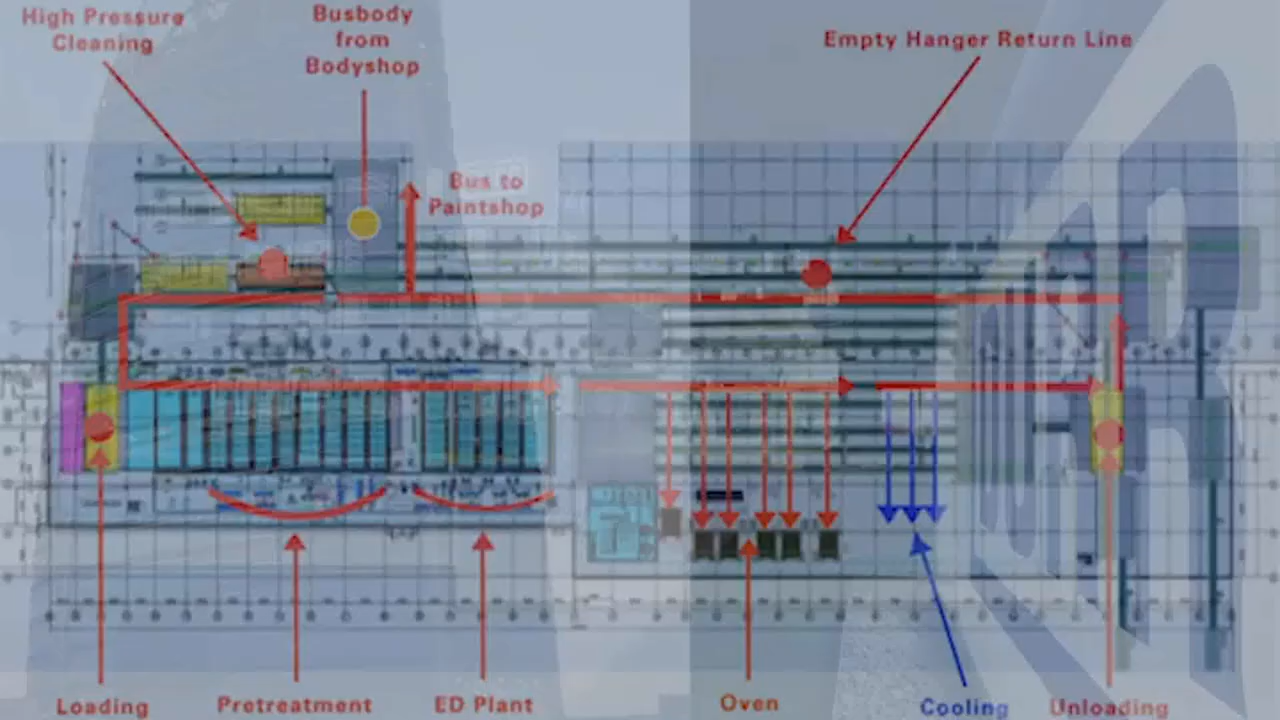 High Pressure
Cleaning
Busbody
from
Bodyshop
Empty Hanger Return Line
Bus to
Paintshop
Loading
Pretreatment
ED Plant
Oven
Cooling
Unloading